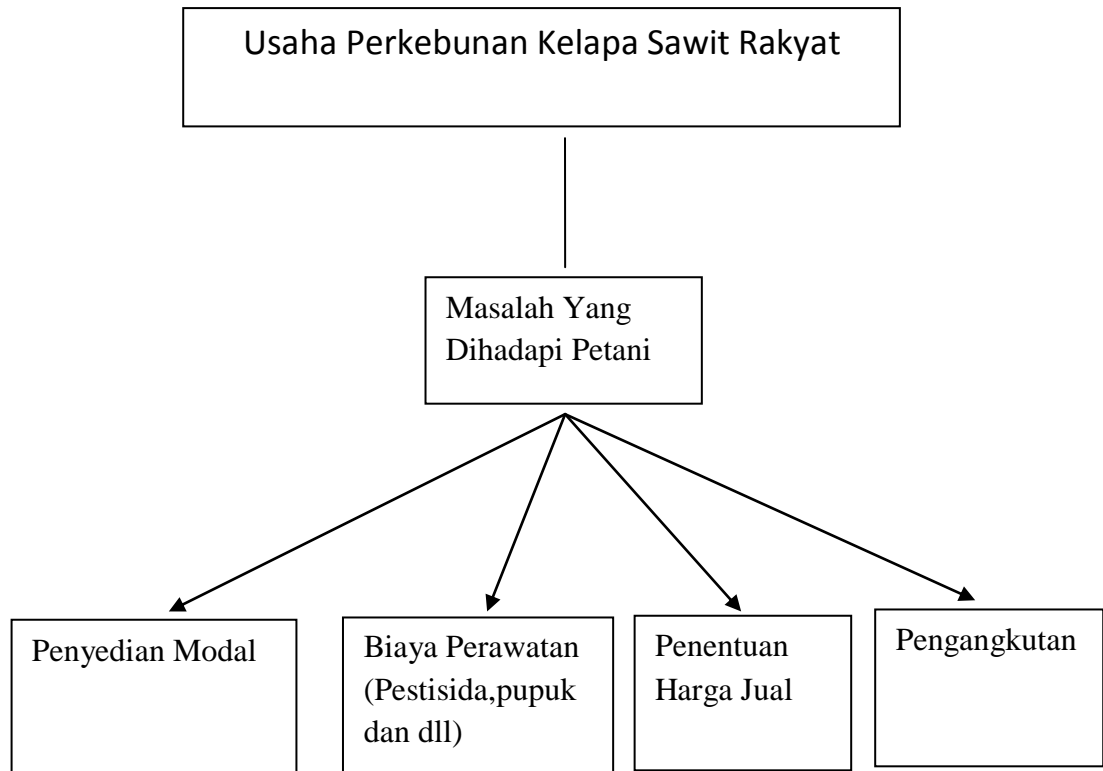 Usaha Perkebunan Kelapa Sawit Rakyat
Masalah Yang
Dihadapi Petani
Penyedian Modal
Biaya Perawatan
(Pestisida,pupuk
dan dll)
Penentuan
Harga Jual
Pengangkutan